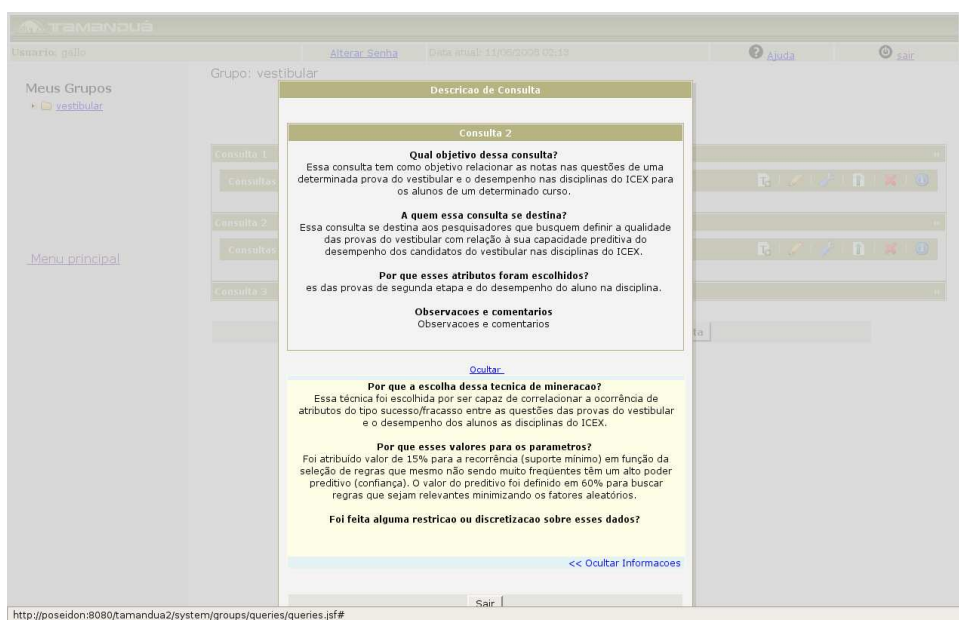 TAMANDUÁ
Usuario: gallo Alterar Senha Data atual: 11/06/2008 02:12 Ajuda sair
Grupo: vestibular
Meus Grupos
vestibular
Menu principal
Consulta 1
Consultas
Consulta 2
Consultas
Consulta 3
ta
Descricao de Consulta
Consulta 2
Qual objetivo dessa consulta?
Essa consulta tem como objetivo relacionar as notas nas questões de uma
determinada prova do vestibular e o desempenho nas disciplinas do ICEX para
os alunos de um determinado curso.
A quem essa consulta se destina?
Essa consulta se destina aos pesquisadores que busquem definir a qualidade
das provas do vestibular com relação à sua capacidade preditiva do
desempenho dos candidatos do vestibular nas disciplinas do ICEX.
Por que esses atributos foram escolhidos?
es das provas de segunda etapa e do desempenho do aluno na disciplina.
Observacoes e comentarios
Observacoes e comentarios
Ocultar
Por que a escolha dessa tecnica de mineracao?
Essa técnica foi escolhida por ser capaz de correlacionar a ocorrência de
atributos do tipo sucesso/fracasso entre as questões das provas do vestibular
e o desempenho dos alunos as disciplinas do ICEX.
Por que esses valores para os parametros?
Foi atribuído valor de 15% para a recorrência (suporte mínimo) em função da
seleção de regras que mesmo não sendo muito freqüentes têm um alto poder
preditivo (confiança). O valor do preditivo foi definido em 60% para buscar
regras que sejam relevantes minimizando os fatores aleatórios.
Foi feita alguma restricao ou discretizacao sobre esses dados?
<< Ocultar Informacoes
Sair
http://poseidon:8080/tamandua2/system/groups/queries/queries.jsf#